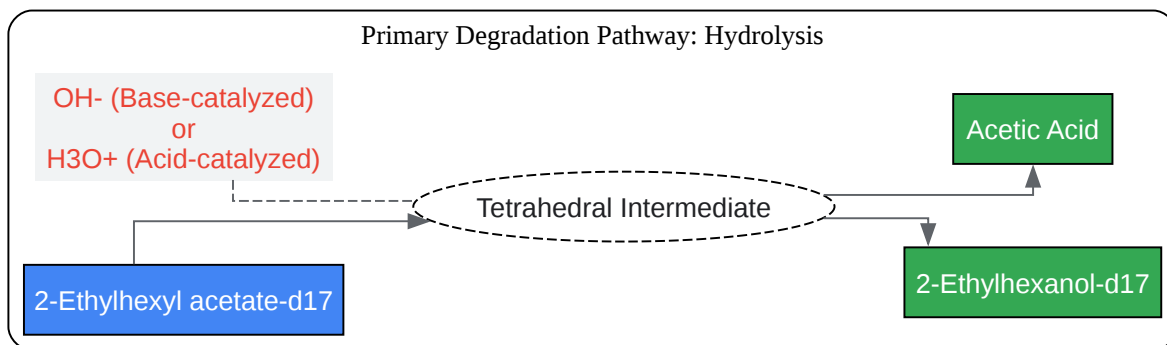 Primary Degradation Pathway: Hydrolysis
OH- (Base-catalyzed)
or
H3O+ (Acid-catalyzed)
Acetic Acid
Tetrahedral Intermediate
2-Ethylhexyl acetate-d17
2-Ethylhexanol-d17